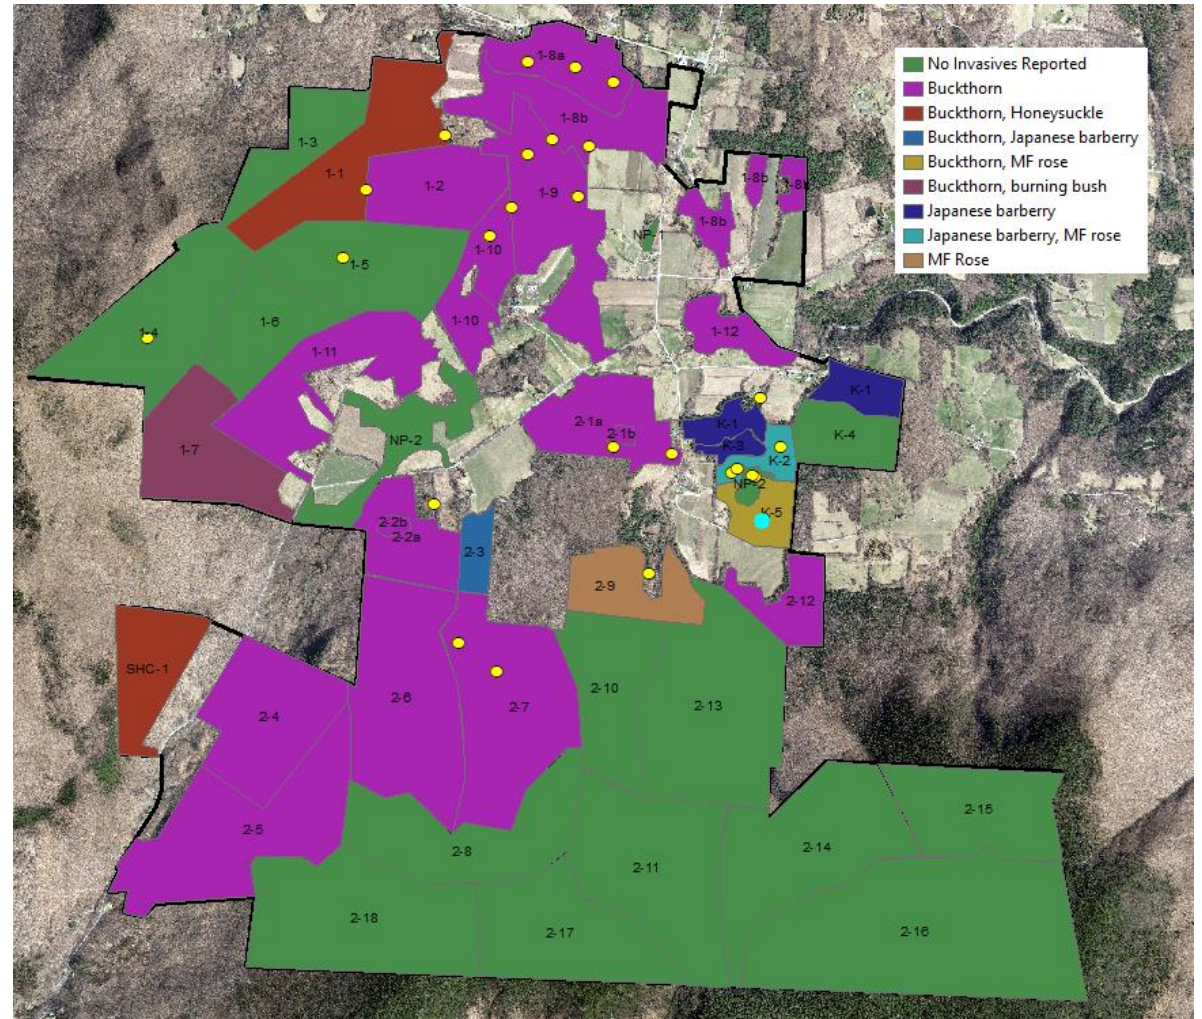 No Invasives Reported
Buckthorn
Buckthorn, Honeysuckle
Buckthorn, Japanese barberry
Buckthorn, MF rose
Buckthorn, burning bush
Japanese barberry
Japanese barberry, MF rose
MF Rose
1-8a
1-8b
1-3
1-1
1-2
1-9
1-8b
1-8b
1-8b
NP-1
1-10
1-5
1-4
1-6
1-10
1-12
1-11
K-1
2-1a
2-1b
K-1
K-4
NP-2
K-3
K-2
1-7
NP-2
K-5
2-2b
2-2a
2-3
2-9
2-12
SHC-1
2-6
2-10
2-7
2-13
2-4
2-15
2-5
2-8
2-14
2-11
2-18
2-17
2-16